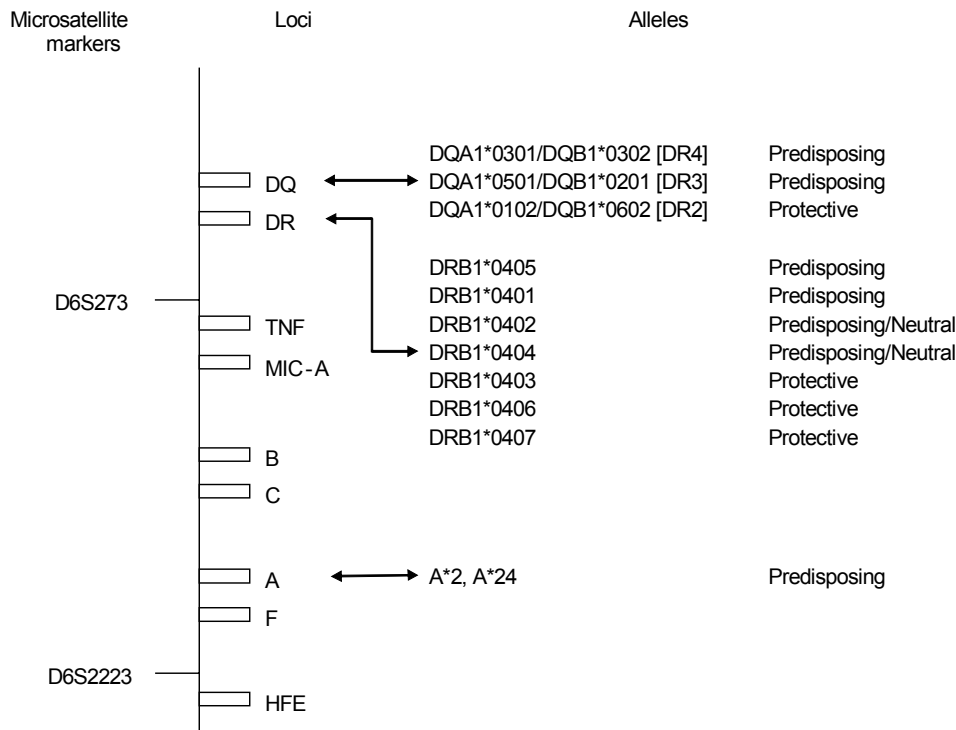 Microsatellite Loci Alleles
markers
DQA1*0301/DQB1*0302 [DR4] Predisposing
DQ DQA1*0501/DQB1*0201 [DR3] Predisposing
DQA1*0102/DQB1*0602 [DR2] Protective
DR
DRB1*0405 Predisposing
DRB1*0401 Predisposing
D6S273
TNF DRB1*0402 Predisposing/Neutral
DRB1*0404 Predisposing/Neutral
MIC-A
DRB1*0403 Protective
DRB1*0406 Protective
DRB1*0407 Protective
B
C
A A*2, A*24 Predisposing
F
D6S2223
HFE